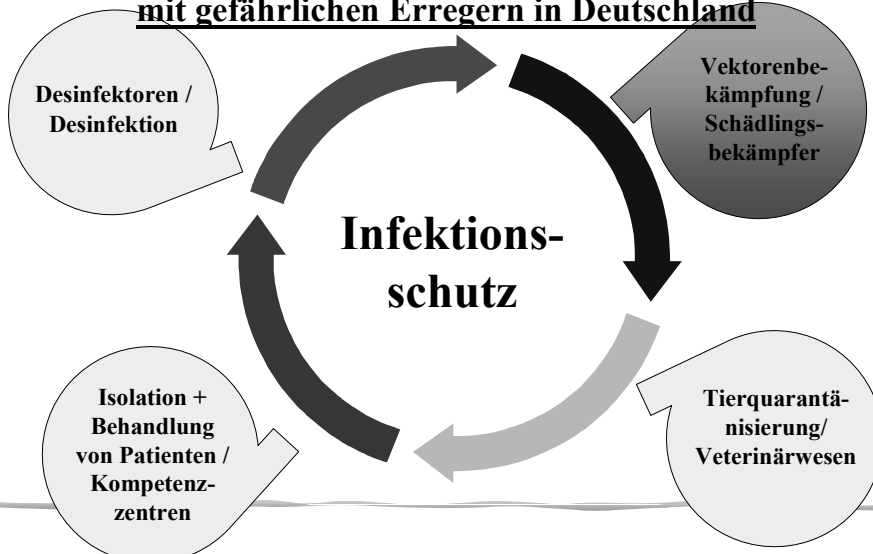 mit gefährlichen Erregern in Deutschland
Desinfektoren /
Desinfektion
Vektorenbe-
kämpfung /
Schädlings-
bekämpfer
Infektions-
schutz
Isolation +
Behandlung
von Patienten /
Kompetenz-
zentren
Tierquarantä-
nisierung/
Veterinärwesen